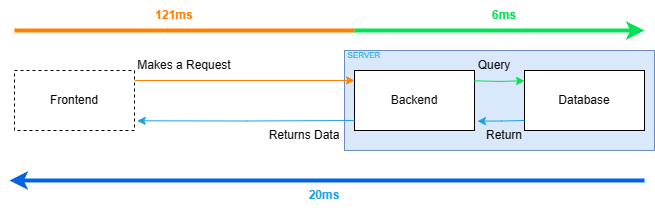 121ms
6ms
SERVER
Makes a Request
Query
Frontend
Backend
Database
Returns Data
Return
20ms